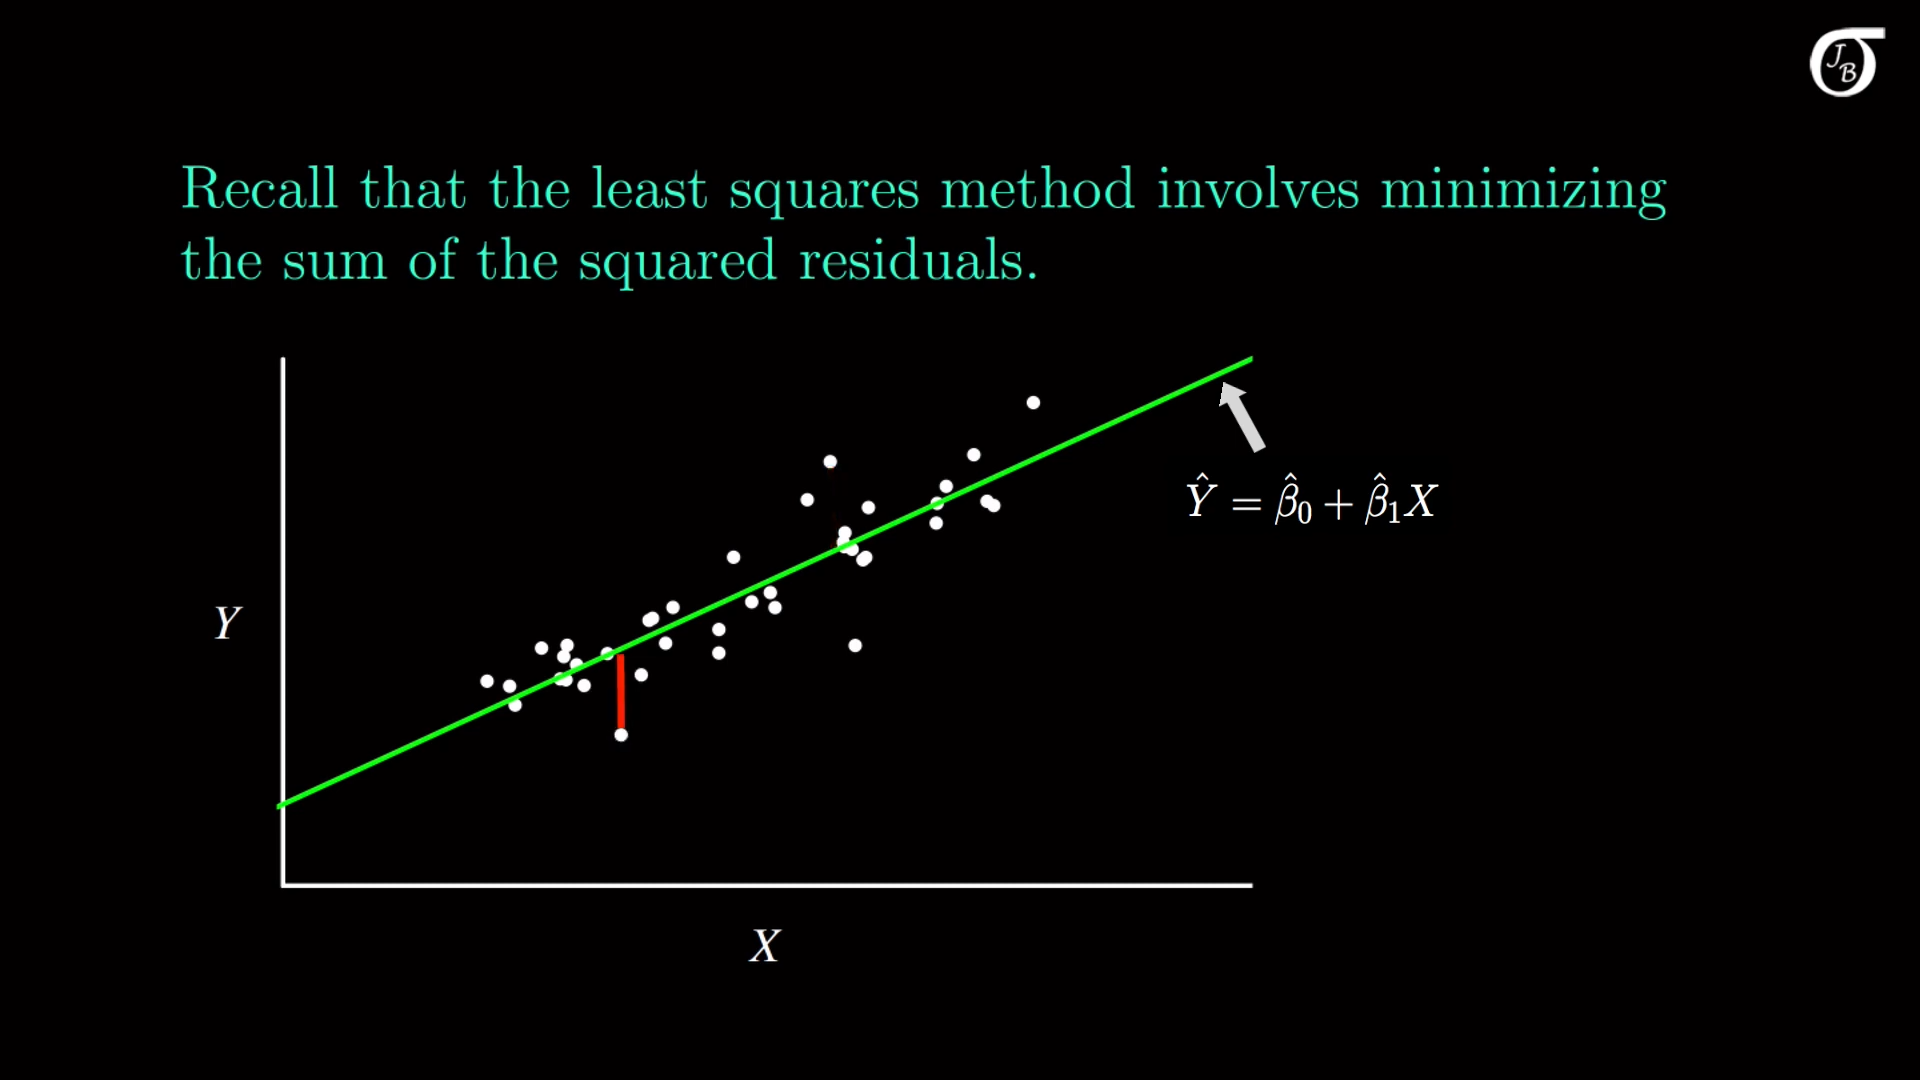 J
B
Recall that the least squares method involves minimizing
the sum of the squared residuals.
Ŷ = β̂₀ + β̂₁X
Y
X